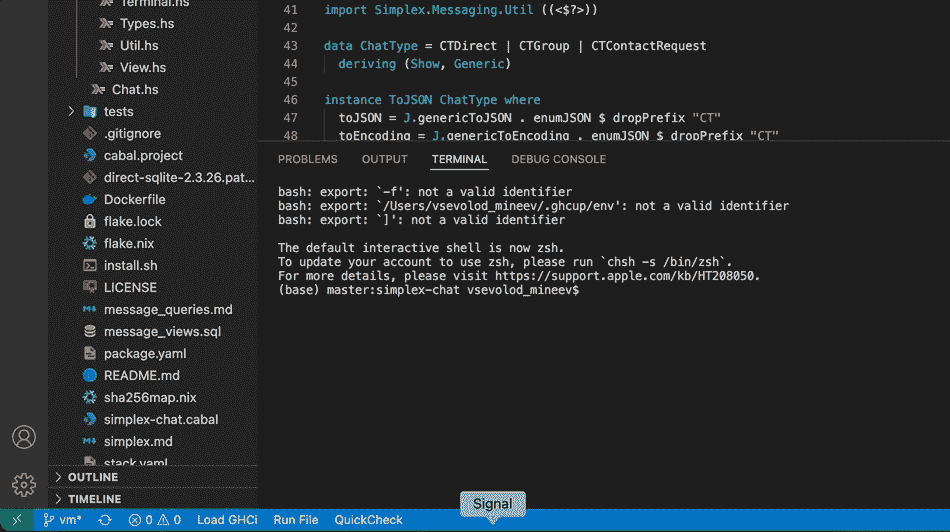 Terminal.hs
Types.hs
Util.hs
View.hs
Chat.hs
tests
.gitignore
cabal.project
direct-sqlite-2.3.26.pat...
Dockerfile
flake.lock
flake.nix
install.sh
LICENSE
message_queries.md
message_views.sql
package.yaml
README.md
sha256map.nix
simplex-chat.cabal
simplex.md
stack.yaml
OUTLINE
TIMELINE
41 import Simplex.Messaging.Util ((<$?>))
42
43 data ChatType = CTDirect | CTGroup | CTContactRequest
44 deriving (Show, Generic)
45
46 instance ToJSON ChatType where
47 toJSON = J.genericToJSON . enumJSON $ dropPrefix "CT"
48 toEncoding = J.genericToEncoding . enumJSON $ dropPrefix "CT"
PROBLEMS OUTPUT TERMINAL DEBUG CONSOLE
bash: export: `-f': not a valid identifier
bash: export: `/Users/vsevolod_mineev/.ghcup/env': not a valid identifier
bash: export: `]': not a valid identifier
The default interactive shell is now zsh.
To update your account to use zsh, please run `chsh -s /bin/zsh`.
For more details, please visit https://support.apple.com/kb/HT208050.
(base) master:simplex-chat vsevolod_mineev$
Signal
vm* 0 0 Load GHCi Run File QuickCheck